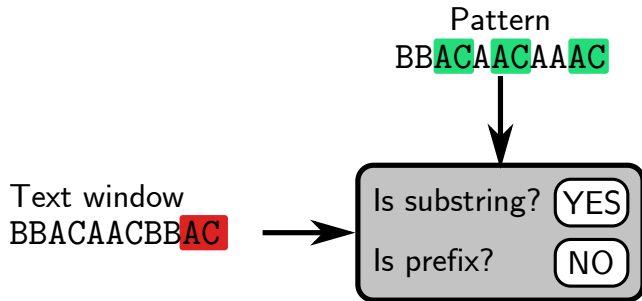 Pattern
BBACAACAAAC
Text window
BBACAACBBAC
Is substring? YES
Is prefix? NO